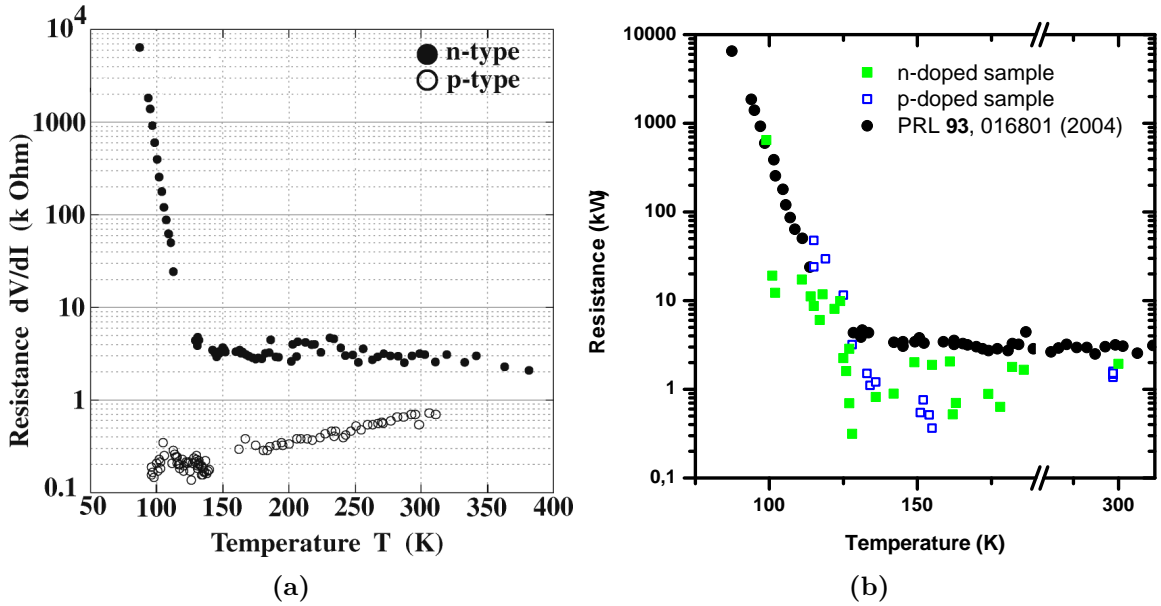 10^4
n-type
p-type
1000
100
10
1
0.1
50 100 150 200 250 300 350 400
Resistance dV/dI (k Ohm)
Temperature T (K)
(a)
10000
n-doped sample
p-doped sample
PRL 93, 016801 (2004)
1000
100
10
1
0,1
100 150 300
Resistance (kW)
Temperature (K)
(b)